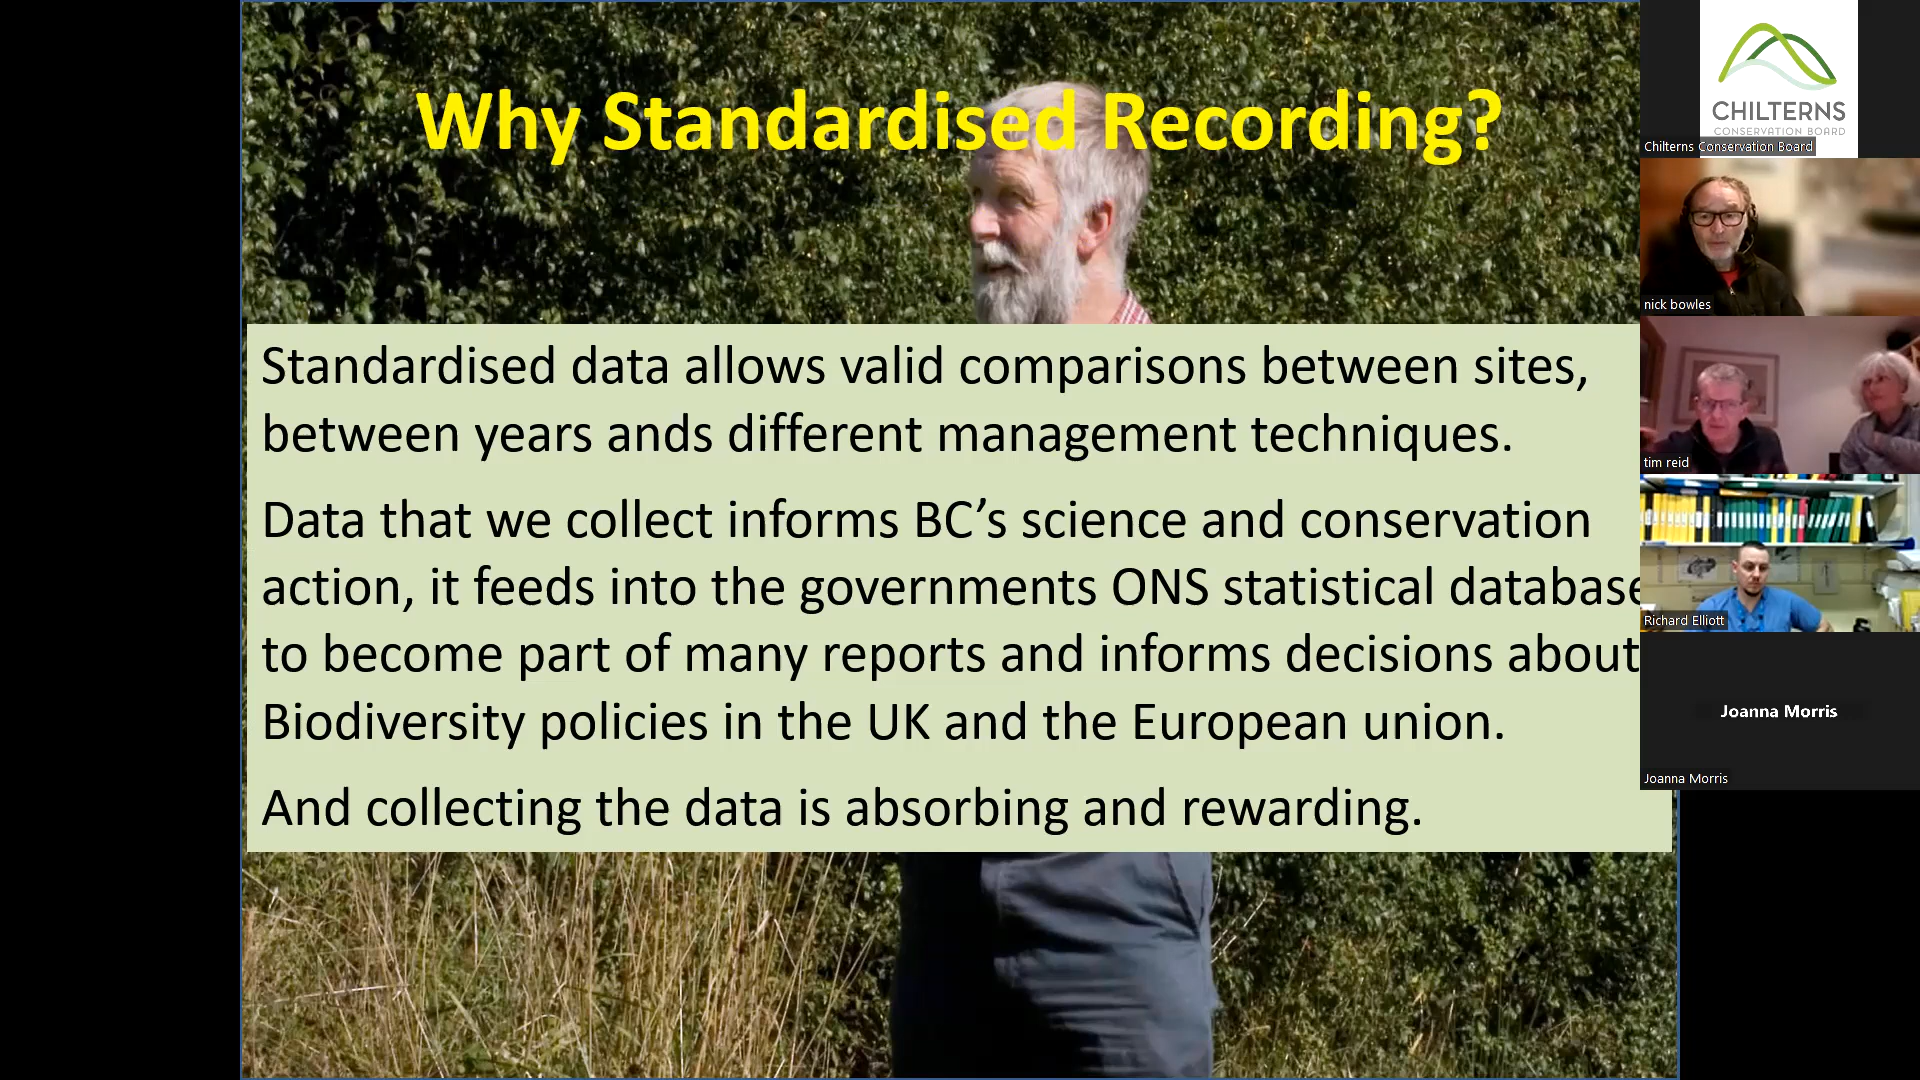 Why Standardised Recording?
Standardised data allows valid comparisons between sites,
between years ands different management techniques.
Data that we collect informs BC’s science and conservation
action, it feeds into the governments ONS statistical database
to become part of many reports and informs decisions about
Biodiversity policies in the UK and the European union.
And collecting the data is absorbing and rewarding.
CHILTERNS
CONSERVATION BOARD
Chilterns Conservation Board
nick bowles
tim reid
Richard Elliott
Joanna Morris
Joanna Morris